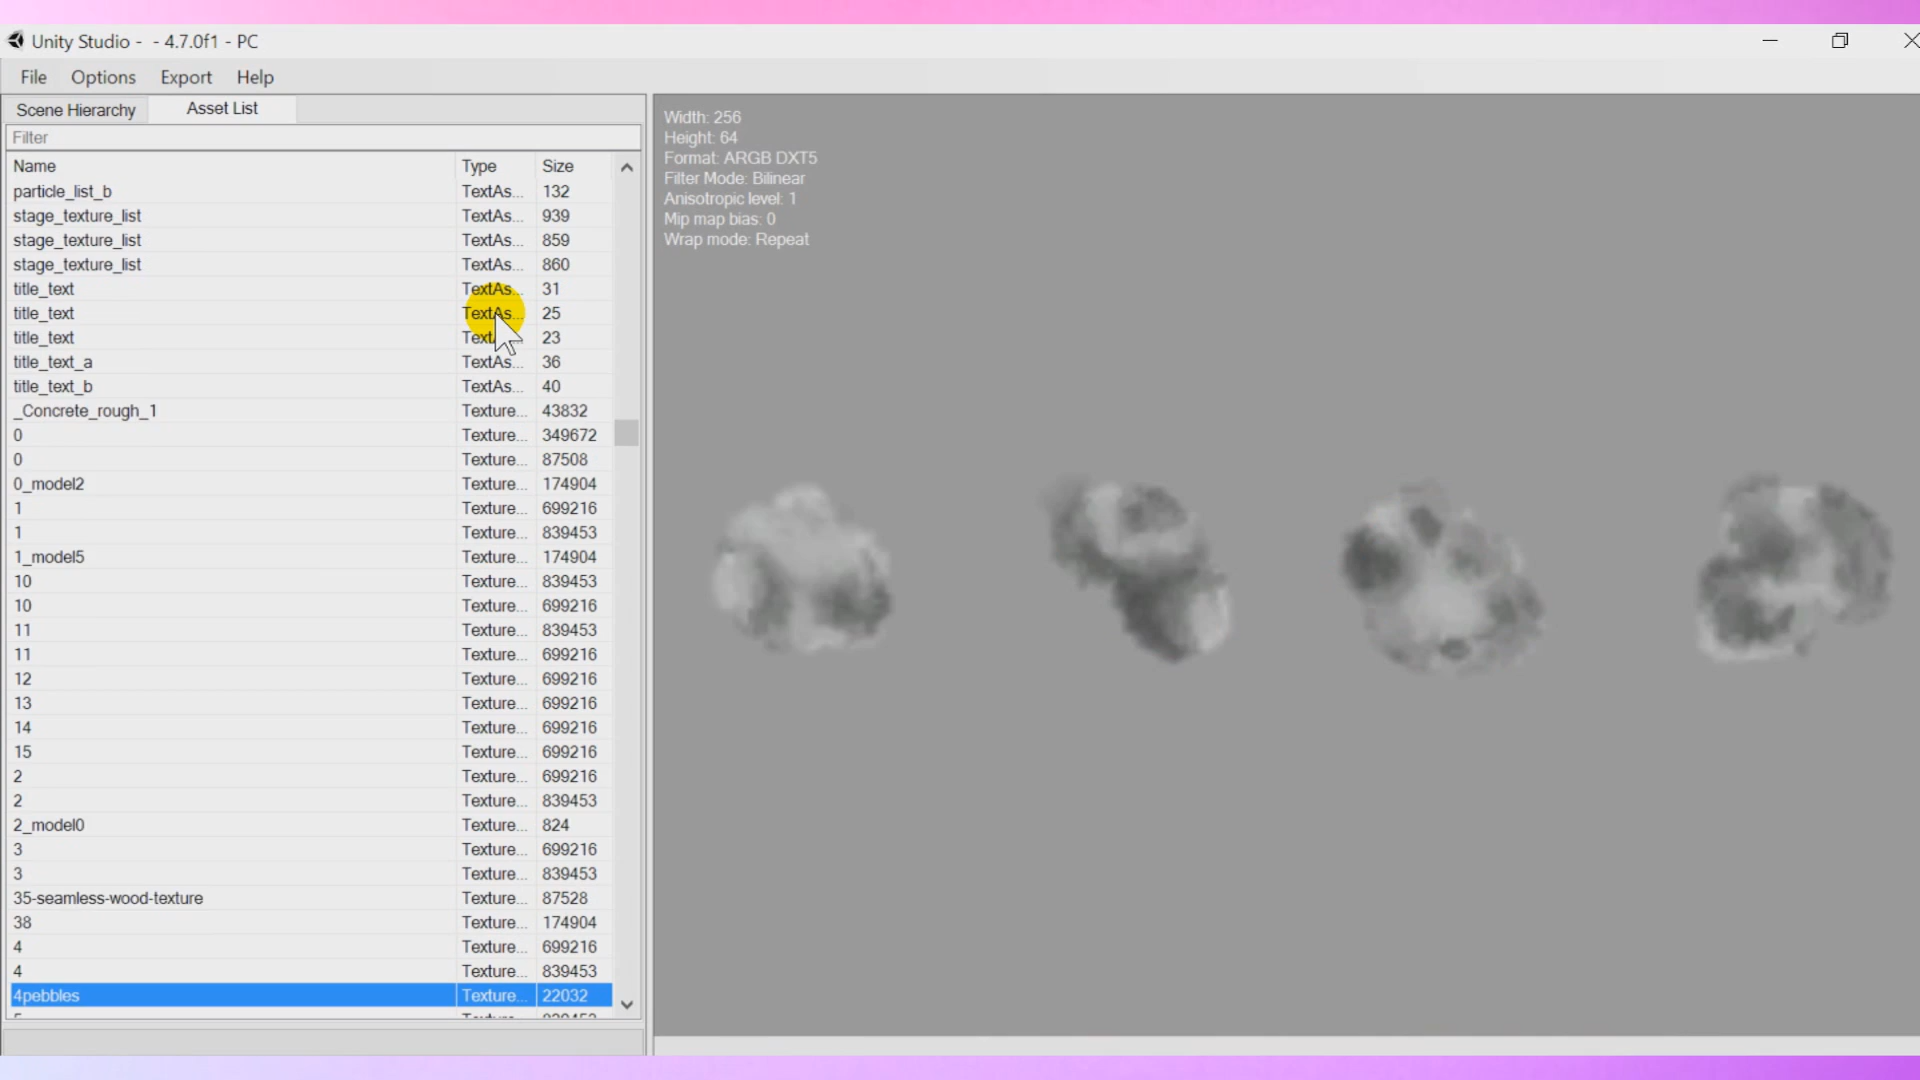 Unity Studio - - 4.7.0f1 - PC
File Options Export Help
Scene Hierarchy Asset List
Filter
Name Type Size
particle_list_b TextAs... 132
stage_texture_list TextAs... 939
stage_texture_list TextAs... 859
stage_texture_list TextAs... 860
title_text TextAs... 31
title_text TextAs... 25
title_text 23
title_text_a TextAs... 36
title_text_b TextAs... 40
_Concrete_rough_1 Texture... 43832
0 Texture... 349672
0 Texture... 87508
0_model2 Texture... 174904
1 Texture... 699216
1 Texture... 839453
1_model5 Texture... 174904
10 Texture... 839453
10 Texture... 699216
11 Texture... 839453
11 Texture... 699216
12 Texture... 699216
13 Texture... 699216
14 Texture... 699216
15 Texture... 699216
2 Texture... 699216
2 Texture... 839453
2_model0 Texture... 824
3 Texture... 699216
3 Texture... 839453
35-seamless-wood-texture Texture... 87528
38 Texture... 174904
4 Texture... 699216
4 Texture... 839453
4pebbles Texture... 22032
Width: 256
Height: 64
Format: ARGB DXT5
Filter Mode: Bilinear
Anisotropic level: 1
Mip map bias: 0
Wrap mode: Repeat